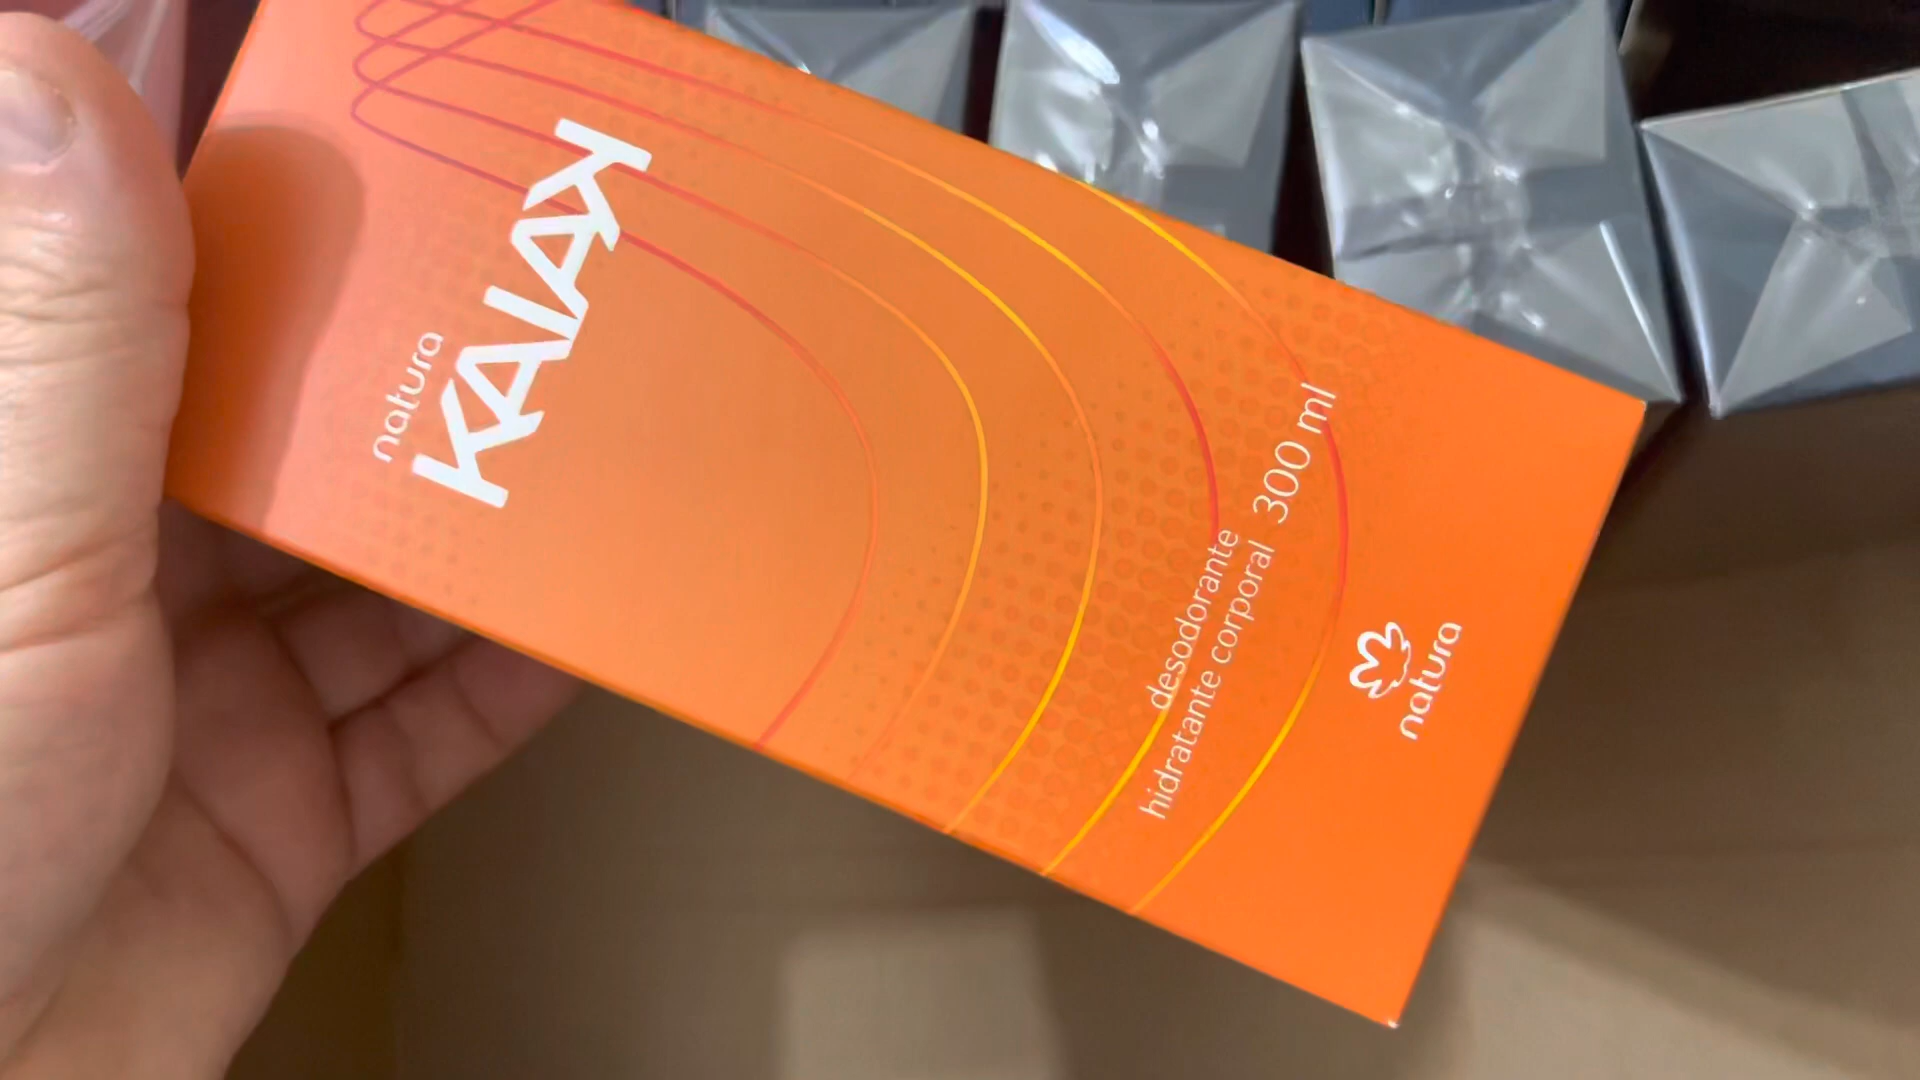 natura
KAIAK
desodorante
hidratante corporal 300 ml
natura